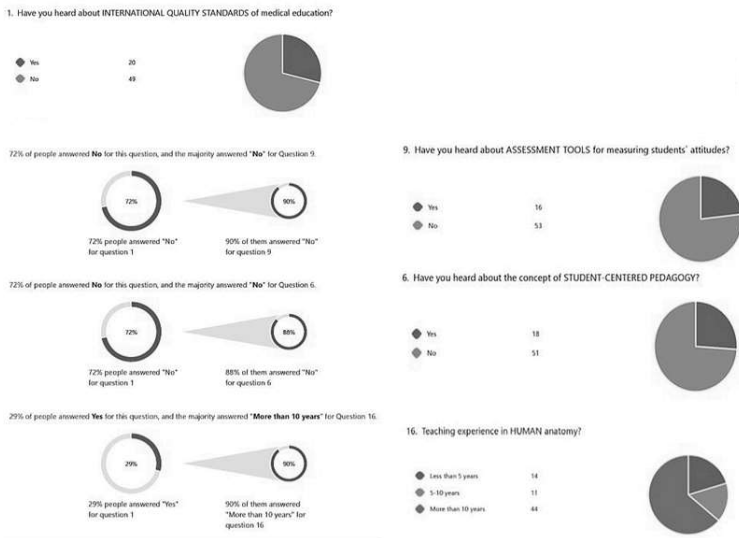 1. Have you heard about INTERNATIONAL QUALITY STANDARDS of medical education?
Yes 20
No 49
72% of people answered No for this question, and the majority answered "No" for Question 9.
72%
90%
72% people answered "No"
for question 1
90% of them answered "No"
for question 9
72% of people answered No for this question, and the majority answered "No" for Question 6.
72%
88%
72% people answered "No"
for question 1
88% of them answered "No"
for question 6
29% of people answered Yes for this question, and the majority answered "More than 10 years" for Question 16.
29%
90%
29% people answered "Yes"
for question 1
90% of them answered
"More than 10 years" for
question 16
9. Have you heard about ASSESSMENT TOOLS for measuring students' attitudes?
Yes 16
No 53
6. Have you heard about the concept of STUDENT-CENTERED PEDAGOGY?
Yes 18
No 51
16. Teaching experience in HUMAN anatomy?
Less than 5 years 14
5-10 years 11
More than 10 years 44